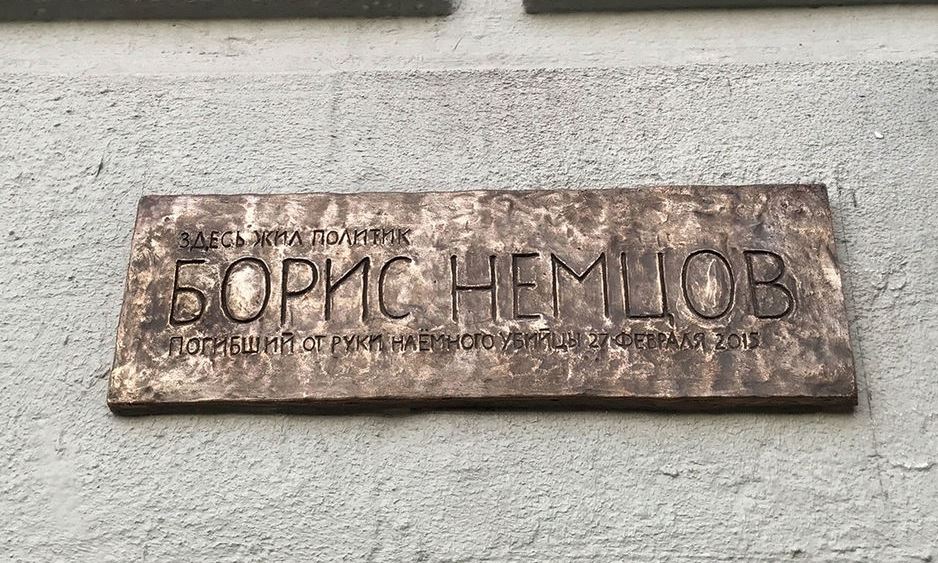 ЗДЕСЬ ЖИЛ ПОЛИТИК
БОРИС НЕМЦОВ
ПОГИБШИЙ ОТ РУКИ НАЁМНОГО УБИЙЦЫ 27 ФЕВРАЛЯ 2015